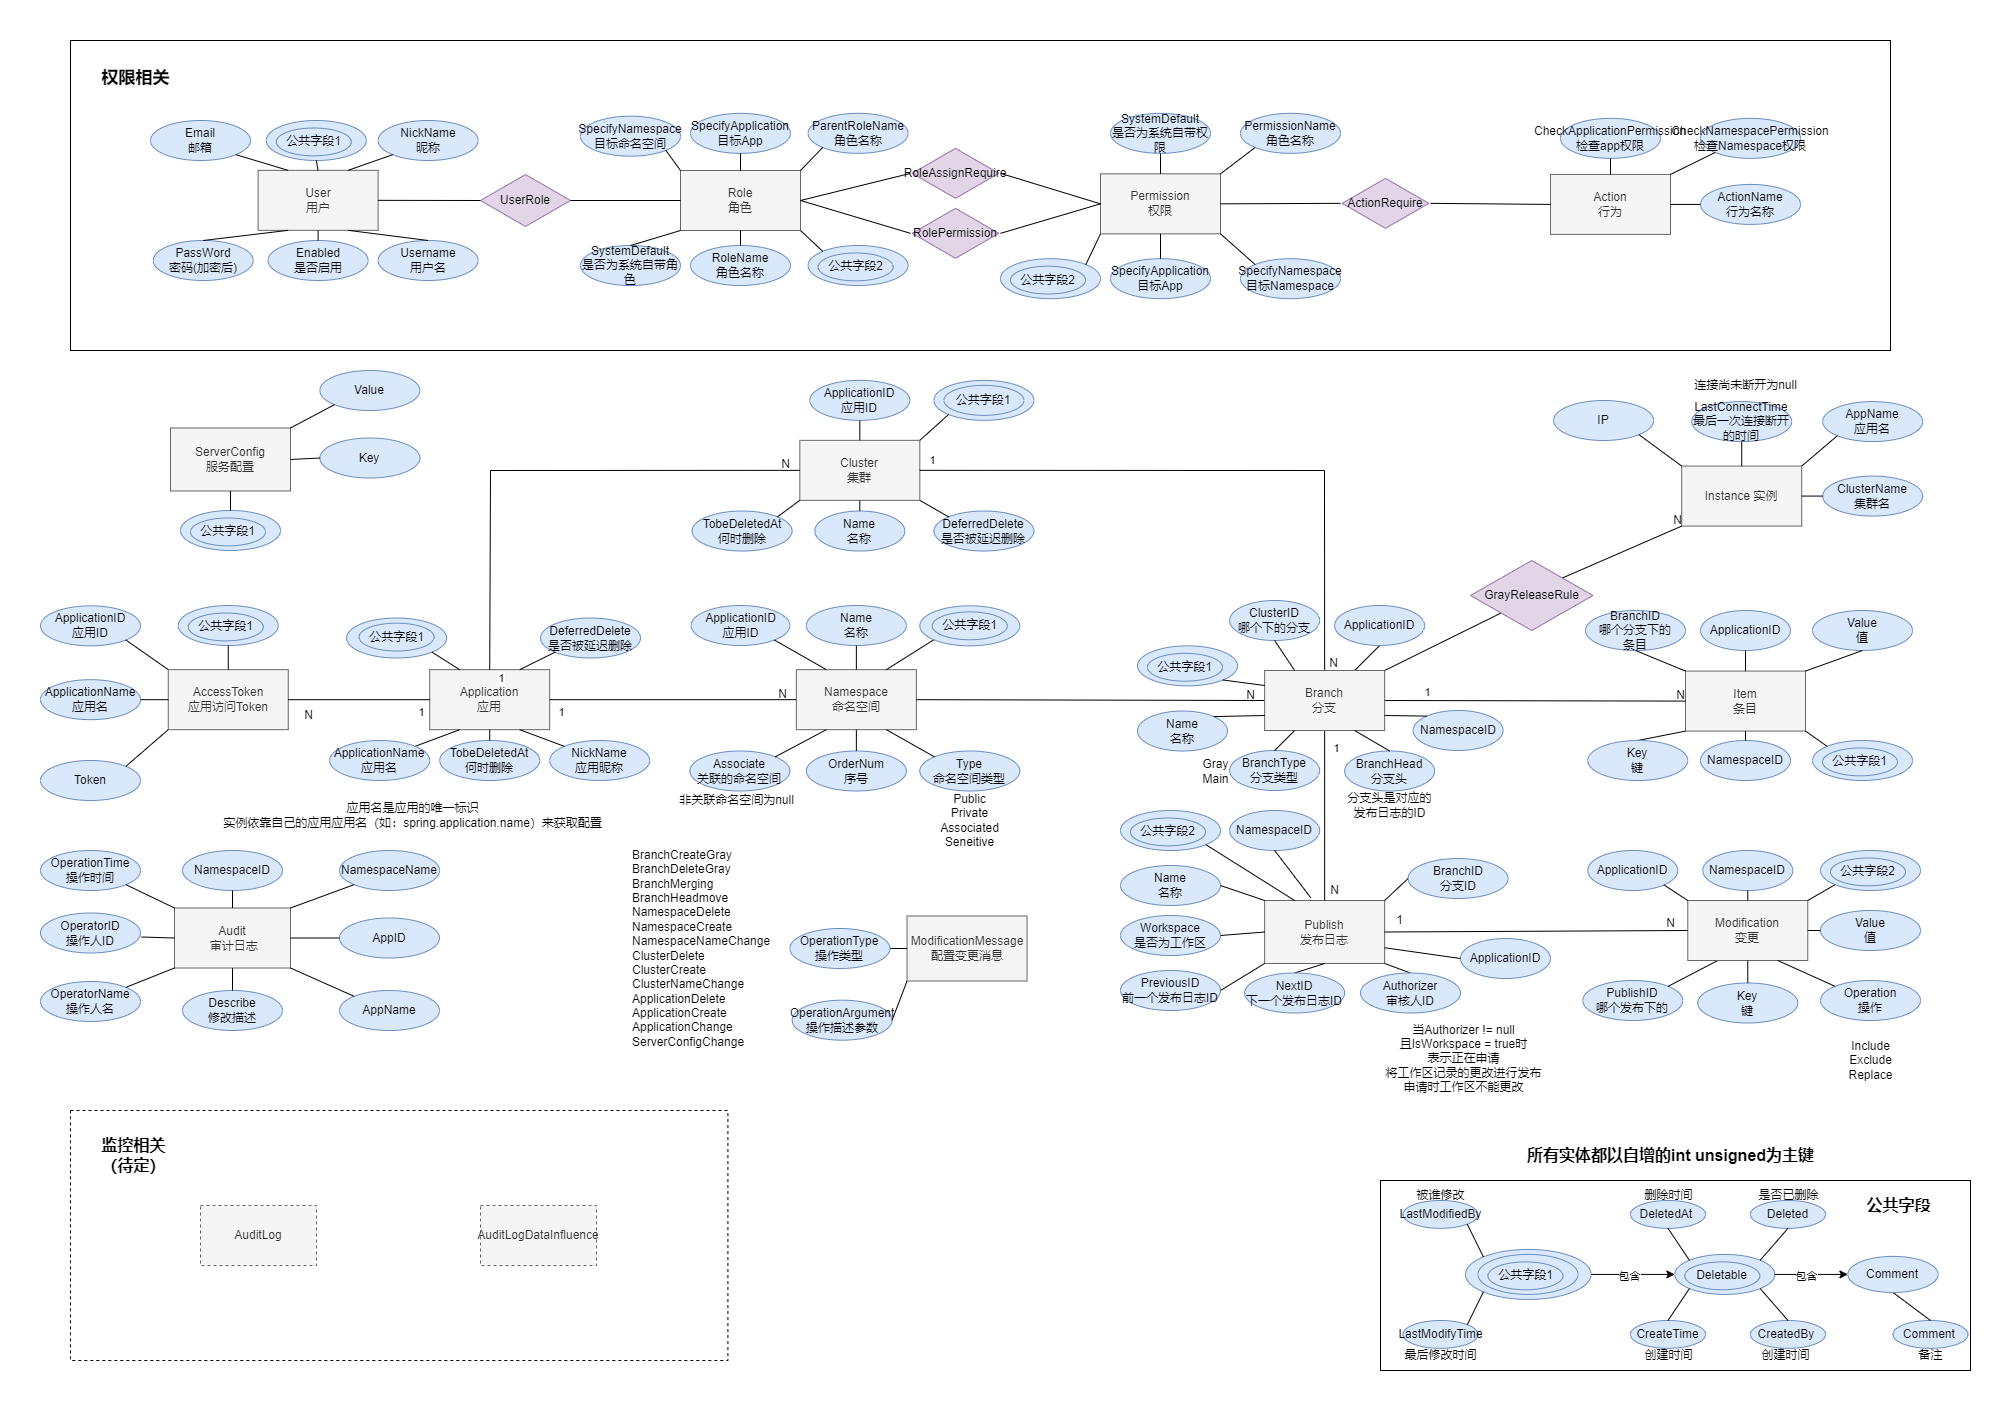 权限相关
Email
邮箱
公共字段1
NickName
昵称
User
用户
PassWord
密码(加密后)
Enabled
是否启用
Username
用户名
UserRole
SpecifyNamespace
目标命名空间
SpecifyApplication
目标App
ParentRoleName
角色名称
Role
角色
SystemDefault
是否为系统自带角
色
RoleName
角色名称
公共字段2
RoleAssignRequire
RolePermission
SystemDefault
是否为系统自带权
限
PermissionName
角色名称
Permission
权限
公共字段2
SpecifyApplication
目标App
SpecifyNamespace
目标Namespace
ActionRequire
CheckApplicationPermission
检查app权限
CheckNamespacePermission
检查Namespace权限
Action
行为
ActionName
行为名称
Value
ServerConfig
服务配置
Key
公共字段1
ApplicationID
应用ID
公共字段1
N
Cluster
集群
1
TobeDeletedAt
何时删除
Name
名称
DeferredDelete
是否被延迟删除
连接尚未断开为null
IP
LastConnectTime
最后一次连接断开
的时间
AppName
应用名
Instance 实例
ClusterName
集群名
N
GrayReleaseRule
ApplicationID
应用ID
公共字段1
AccessToken
应用访问Token
ApplicationName
应用名
Token
N
1
公共字段1
DeferredDelete
是否被延迟删除
1
Application
应用
1
ApplicationName
应用名
TobeDeletedAt
何时删除
NickName
应用昵称
应用名是应用的唯一标识
实例依靠自己的应用应用名（如：spring.application.name）来获取配置
ApplicationID
应用ID
Name
名称
公共字段1
N
Namespace
命名空间
Associate
关联的命名空间
非关联命名空间为null
OrderNum
序号
Type
命名空间类型
Public
Private
Associated
Seneitive
ClusterID
哪个下的分支
ApplicationID
公共字段1
N
N
Branch
分支
1
Name
名称
NamespaceID
1
Gray
Main
BranchType
分支类型
BranchHead
分支头
分支头是对应的
发布日志的ID
BranchID
哪个分支下的
条目
ApplicationID
Value
值
N
Item
条目
Key
键
NamespaceID
公共字段1
OperationTime
操作时间
NamespaceID
NamespaceName
OperatorID
操作人ID
Audit
审计日志
AppID
OperatorName
操作人名
Describe
修改描述
AppName
BranchCreateGray
BranchDeleteGray
BranchMerging
BranchHeadmove
NamespaceDelete
NamespaceCreate
NamespaceNameChange
ClusterDelete
ClusterCreate
ClusterNameChange
ApplicationDelete
ApplicationCreate
ApplicationChange
ServerConfigChange
OperationType
操作类型
ModificationMessage
配置变更消息
OperationArgument
操作描述参数
公共字段2
NamespaceID
Name
名称
BranchID
分支ID
N
Workspace
是否为工作区
Publish
发布日志
1
ApplicationID
PreviousID
前一个发布日志ID
NextID
下一个发布日志ID
Authorizer
审核人ID
当Authorizer != null
且IsWorkspace = true时
表示正在申请
将工作区记录的更改进行发布
申请时工作区不能更改
ApplicationID
NamespaceID
公共字段2
N
Modification
变更
Value
值
PublishID
哪个发布下的
Key
键
Operation
操作
Include
Exclude
Replace
监控相关
（待定）
AuditLog
AuditLogDataInfluence
所有实体都以自增的int unsigned为主键
公共字段
被谁修改
LastModifiedBy
删除时间
DeletedAt
是否已删除
Deleted
公共字段1
包含
Deletable
包含
Comment
LastModifyTime
最后修改时间
CreateTime
创建时间
CreatedBy
创建时间
Comment
备注